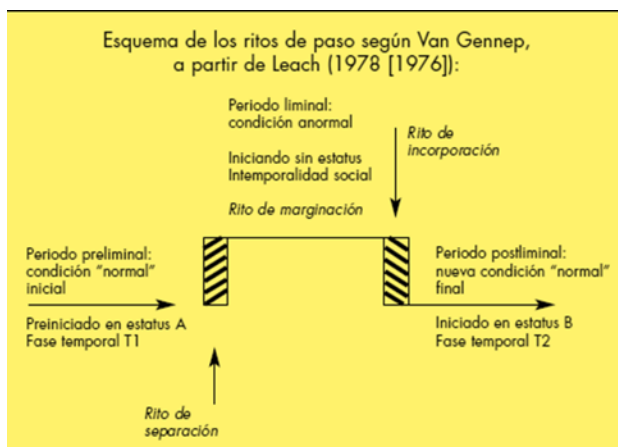 Esquema de los ritos de paso según Van Gennep,
a partir de Leach (1978 [1976]):
Periodo liminal:
condición anormal
Iniciando sin estatus
Intemporalidad social
Rito de marginación
Rito de
incorporación
Periodo preliminal:
condición "normal"
inicial
Preiniciado en estatus A
Fase temporal T1
Periodo postliminal:
nueva condición "normal"
final
Iniciado en estatus B
Fase temporal T2
Rito de
separación